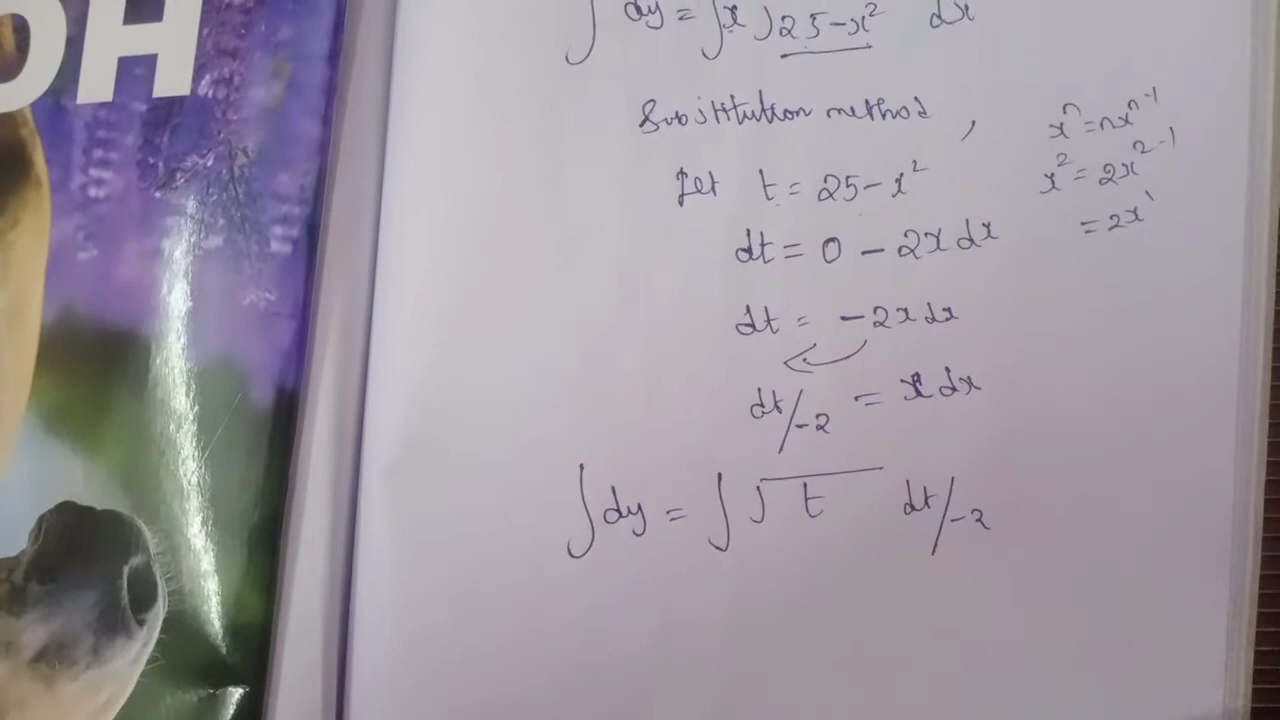 OH
∫ dy = ∫x √25-x² dx
Substitution method,
Let t = 25-x²
dt = 0 - 2x dx
dt = -2x dx
dt/-2 = x dx
∫dy = ∫√t dt/-2
xⁿ = nxⁿ⁻¹
x² = 2x²⁻¹
= 2x¹